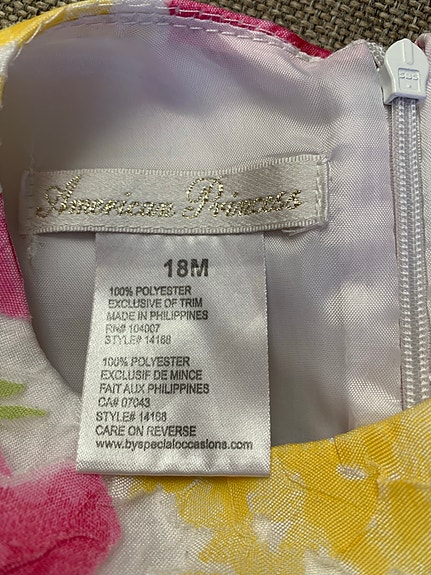 American Princess
18M
100% POLYESTER
EXCLUSIVE OF TRIM
MADE IN PHILIPPINES
RN# 104007
STYLE# 14168
100% POLYESTER
EXCLUSIF DE MINCE
FAIT AUX PHILIPPINES
CA# 07043
STYLE# 14168
CARE ON REVERSE
www.byspecialoccasions.com